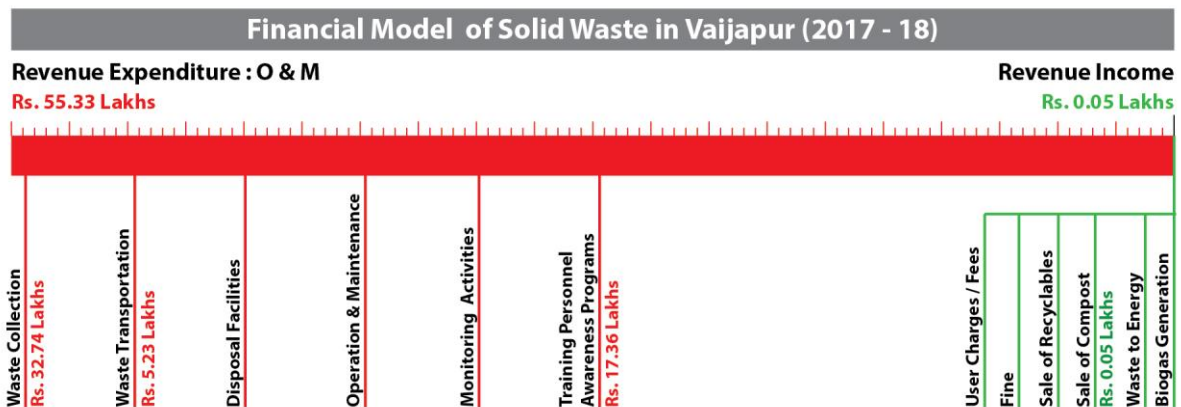 Financial Model of Solid Waste in Vaijapur (2017 - 18)
Revenue Expenditure : O & M
Rs. 55.33 Lakhs
Revenue Income
Rs. 0.05 Lakhs
Waste Collection
Rs. 32.74 Lakhs
Waste Transportation
Rs. 5.23 Lakhs
Disposal Facilities
Operation & Maintenance
Monitoring Activities
Training Personnel
Awareness Programs
Rs. 17.36 Lakhs
User Charges / Fees
Fine
Sale of Recyclables
Sale of Compost
Rs. 0.05 Lakhs
Waste to Energy
Biogas Generation